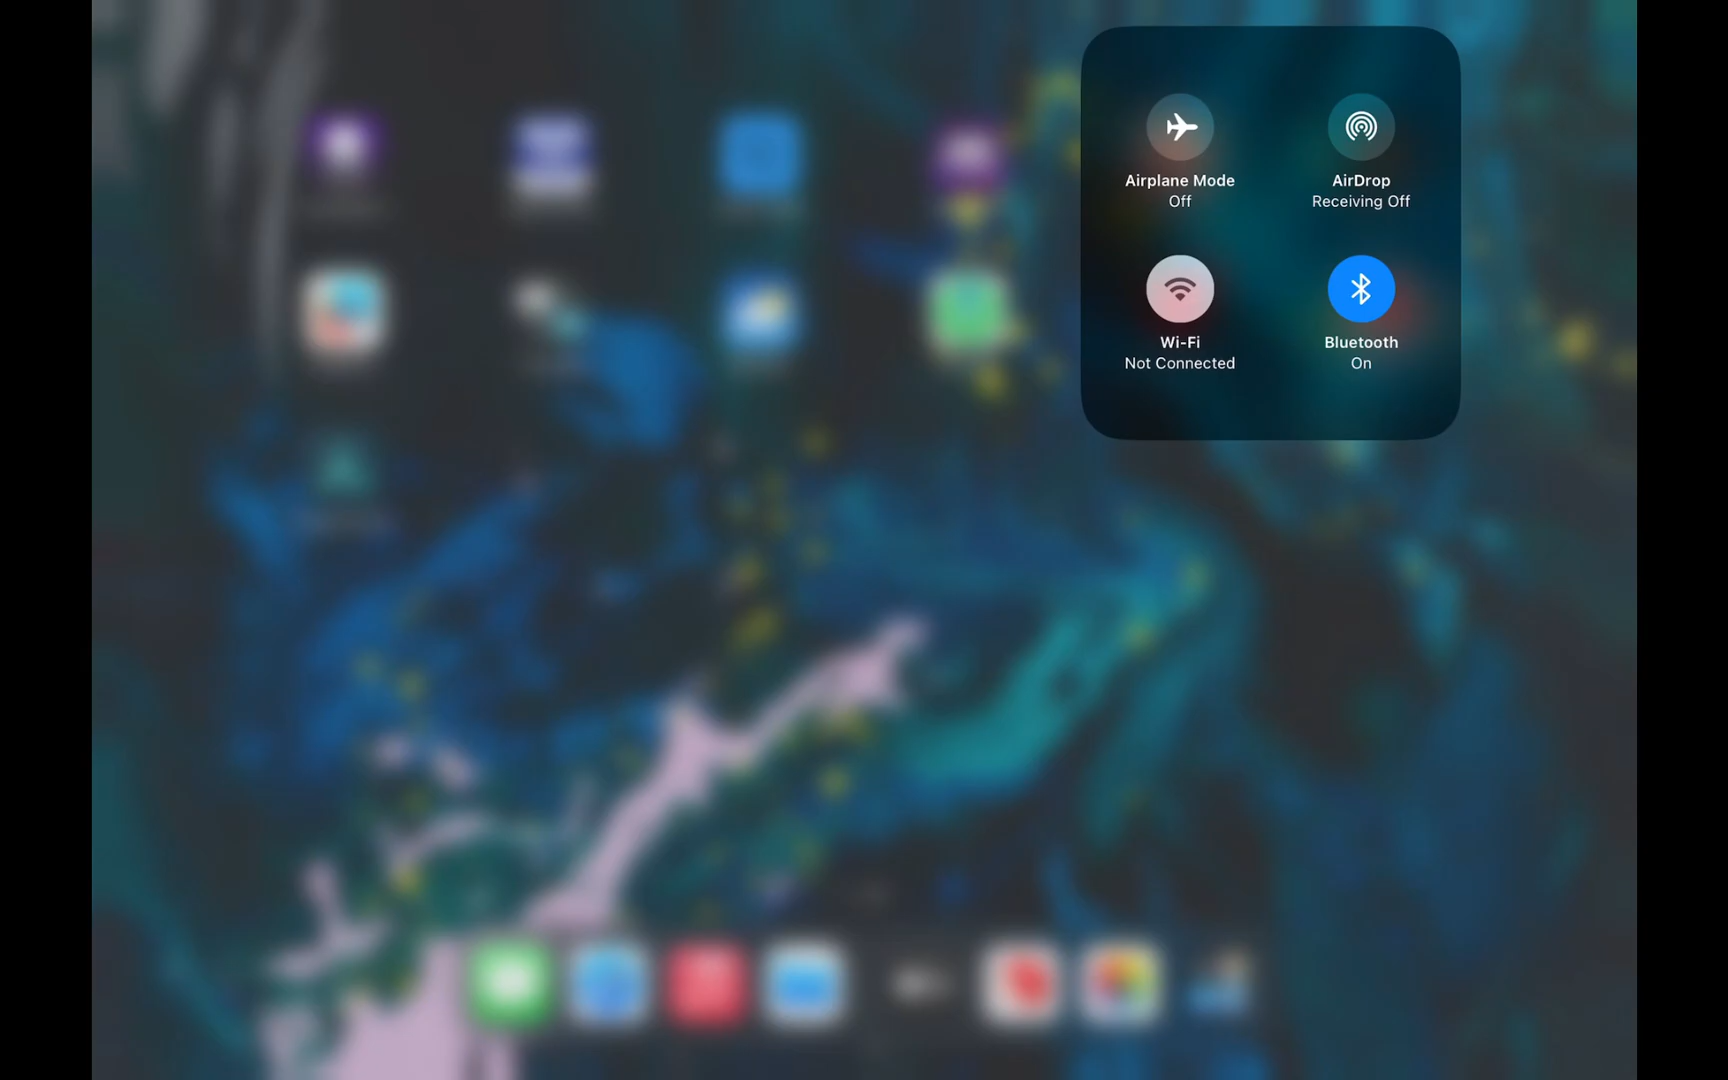 Airplane Mode
Off
AirDrop
Receiving Off
Wi-Fi
Not Connected
Bluetooth
On